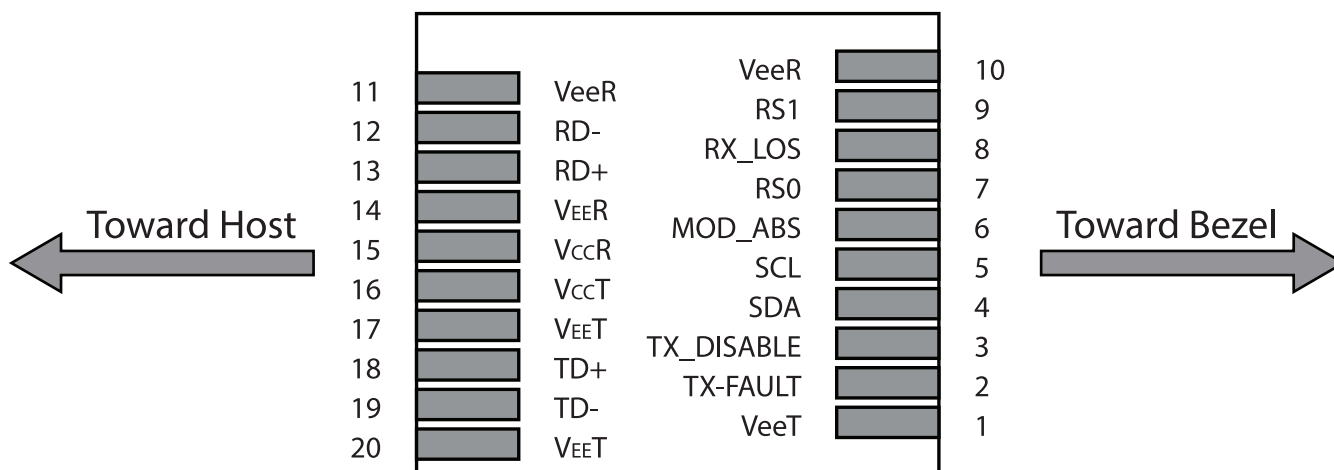 VeeR 10
11 VeeR RS1 9
12 RD- RX_LOS 8
13 RD+ RS0 7
14 VEER MOD_ABS 6
Toward Host Toward Bezel
15 VCCR SCL 5
16 VCCT SDA 4
17 VEET TX_DISABLE 3
18 TD+ TX-FAULT 2
19 TD- VeeT 1
20 VEET